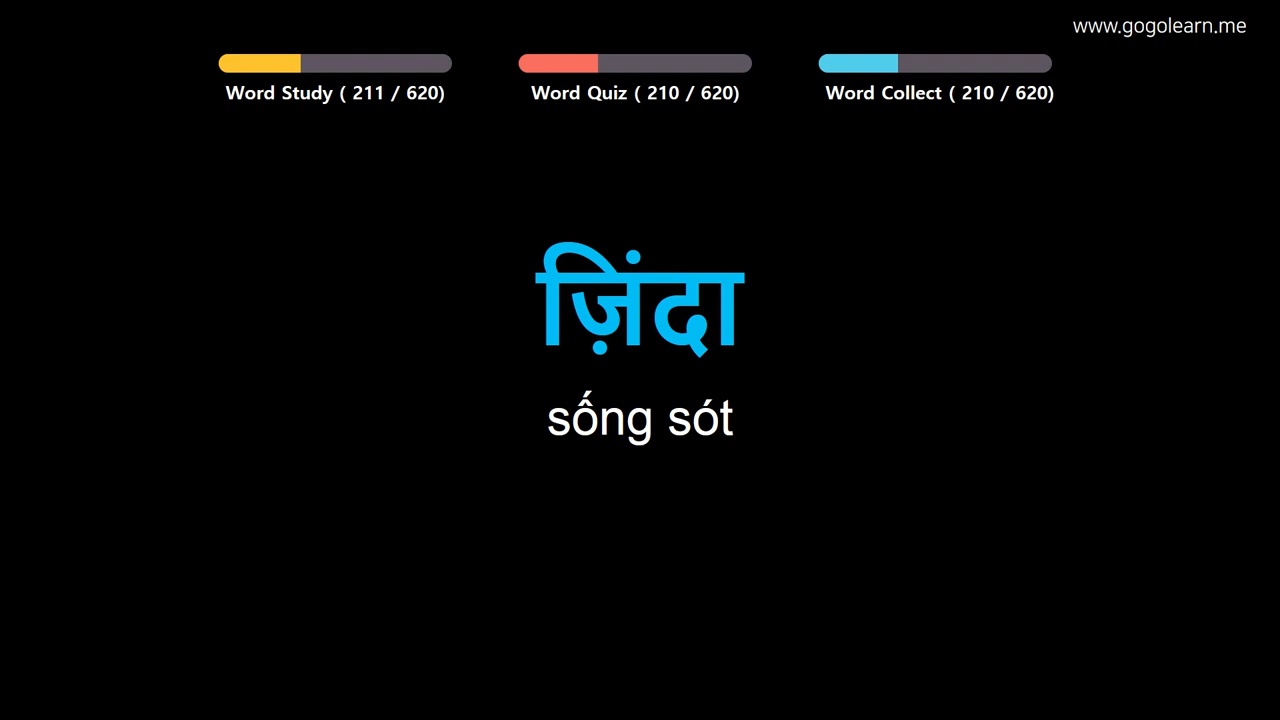 www.gogolearn.me
Word Study ( 211 / 620)
Word Quiz ( 210 / 620)
Word Collect ( 210 / 620)
ज़िंदा
sống sót